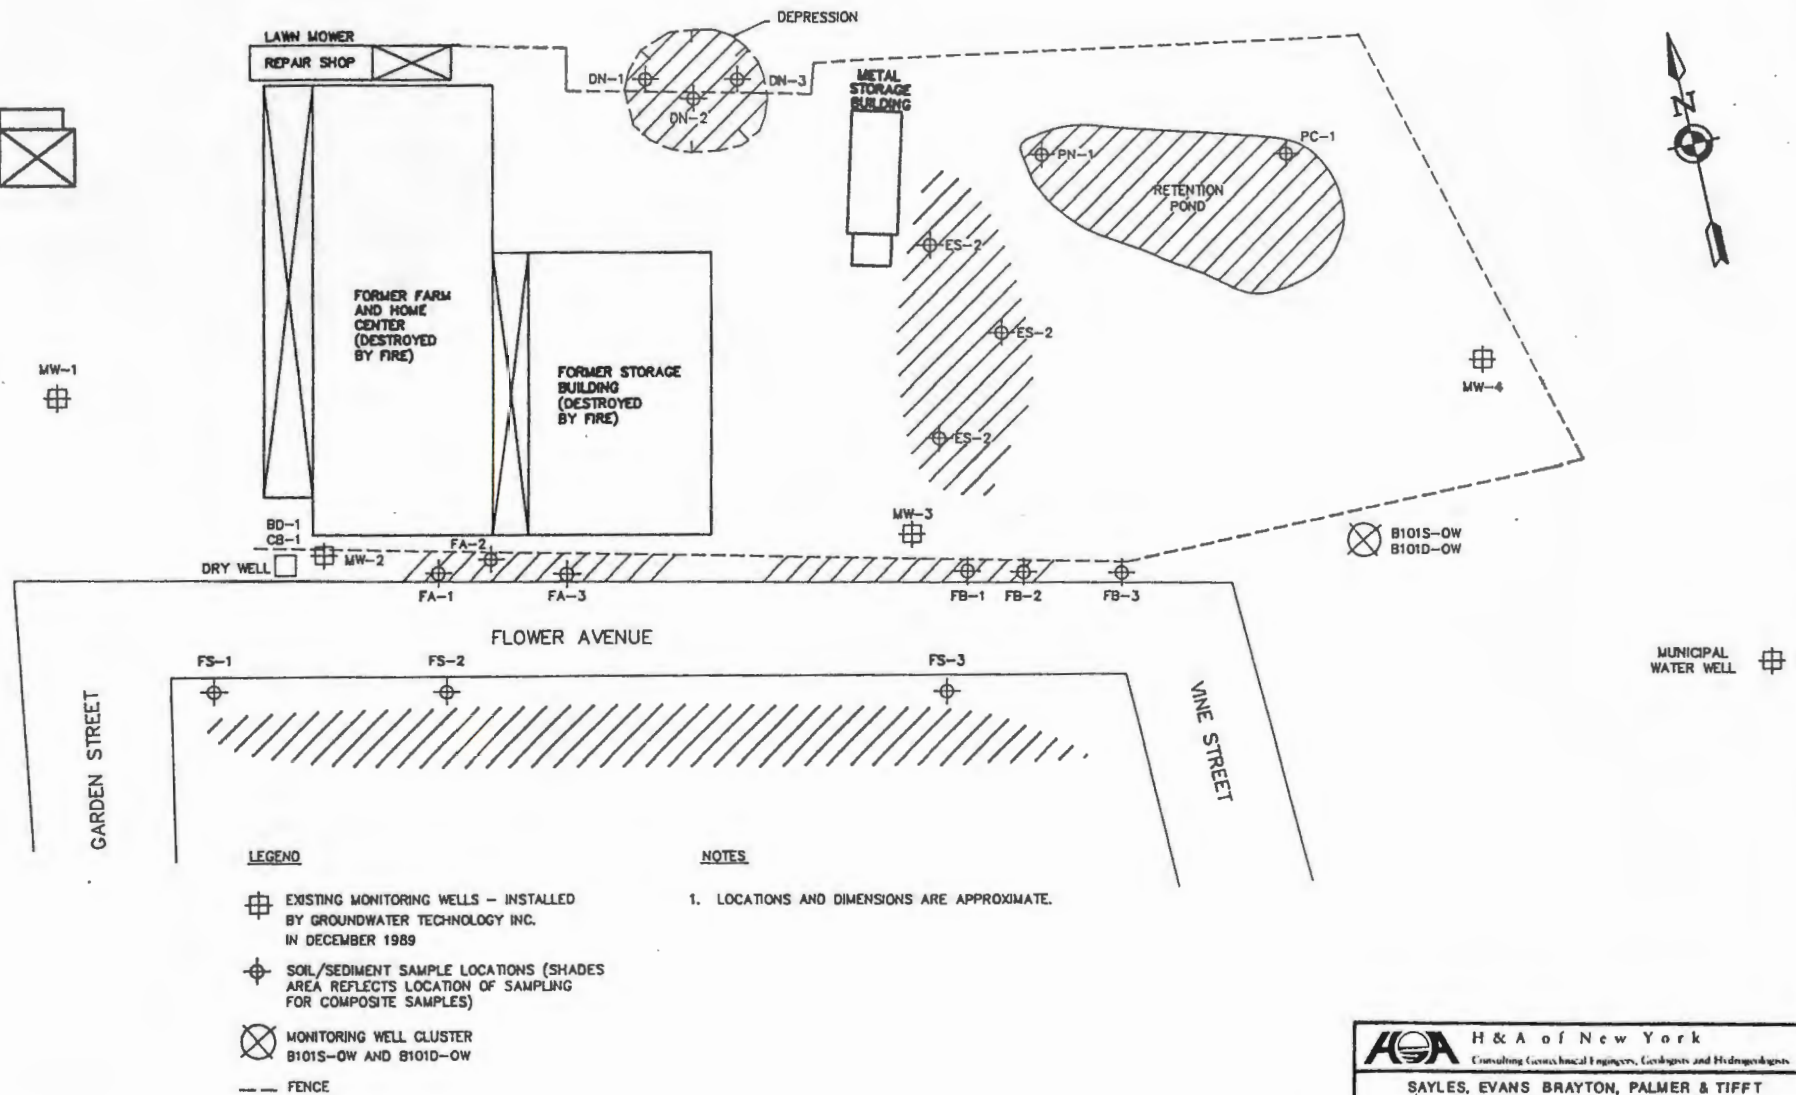 DEPRESSION
LAWN MOWER
REPAIR SHOP
DN-1
DN-3
DN-2
METAL
STORAGE
BUILDING
N
PC-1
PN-1
RETENTION
POND
ES-2
ES-2
ES-2
FORMER FARM
AND HOME
CENTER
(DESTROYED
BY FIRE)
FORMER STORAGE
BUILDING
(DESTROYED
BY FIRE)
MW-1
MW-4
MW-3
BD-1
CB-1
MW-2
FA-2
DRY WELL
B101S-OW
B101D-OW
FA-1
FA-3
FB-1
FB-2
FB-3
FLOWER AVENUE
FS-1
FS-2
FS-3
MUNICIPAL
WATER WELL
GARDEN STREET
VINE STREET
LEGEND
EXISTING MONITORING WELLS – INSTALLED
BY GROUNDWATER TECHNOLOGY INC.
IN DECEMBER 1989
SOIL/SEDIMENT SAMPLE LOCATIONS (SHADES
AREA REFLECTS LOCATION OF SAMPLING
FOR COMPOSITE SAMPLES)
MONITORING WELL CLUSTER
B101S-OW AND B101D-OW
FENCE
NOTES
1. LOCATIONS AND DIMENSIONS ARE APPROXIMATE.
H&A of New York
Consulting Geotechnical Engineers, Geologists and Hydrogeologists
SAYLES, EVANS BRAYTON, PALMER & TIFFT